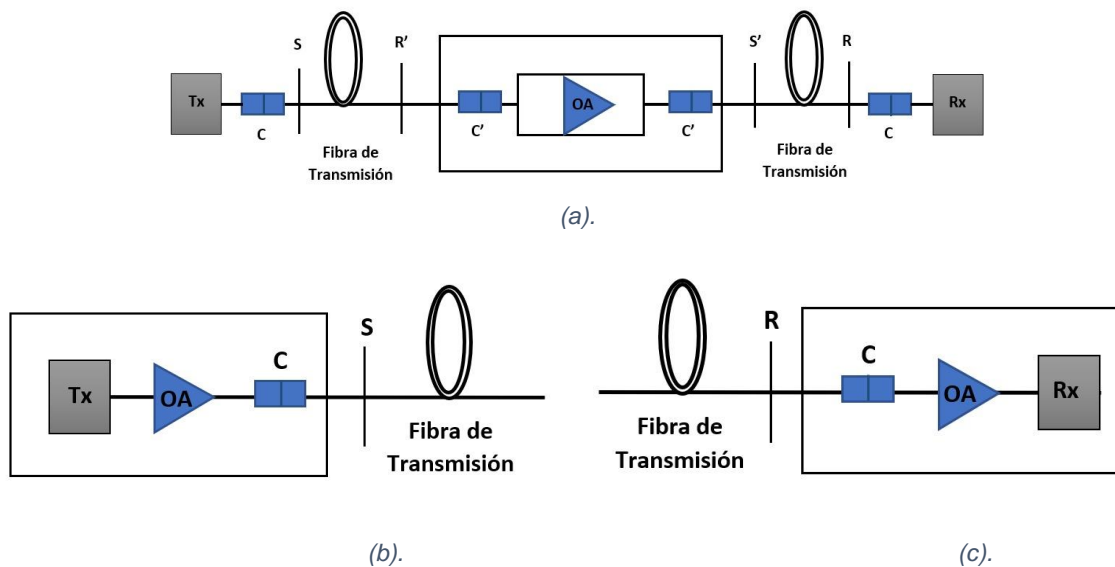 S
R’
S’
R
Tx
C
C’
OA
C’
C
Rx
Fibra de
Transmisión
Fibra de
Transmisión
(a).
S
Tx
OA
C
Fibra de
Transmisión
(b).
R
C
OA
Rx
Fibra de
Transmisión
(c).